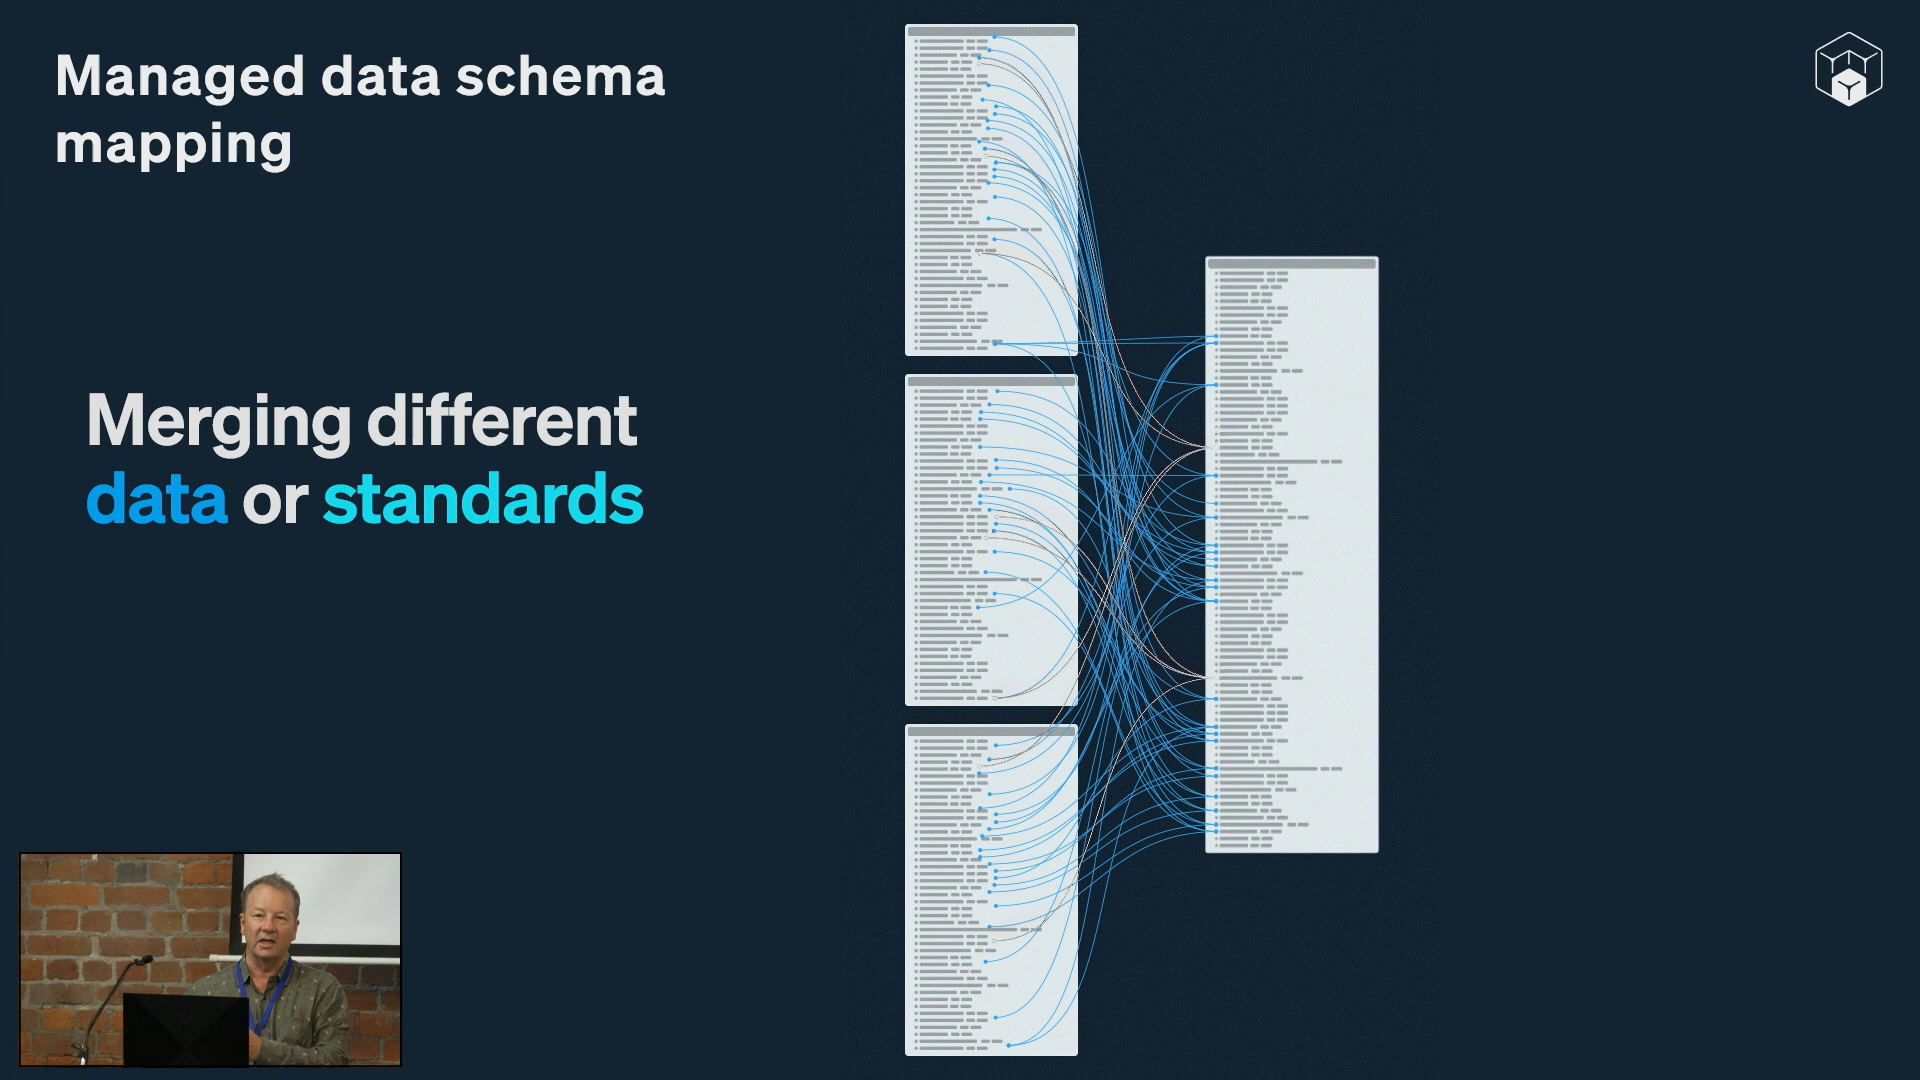 Managed data schema
mapping
Merging different
data or standards